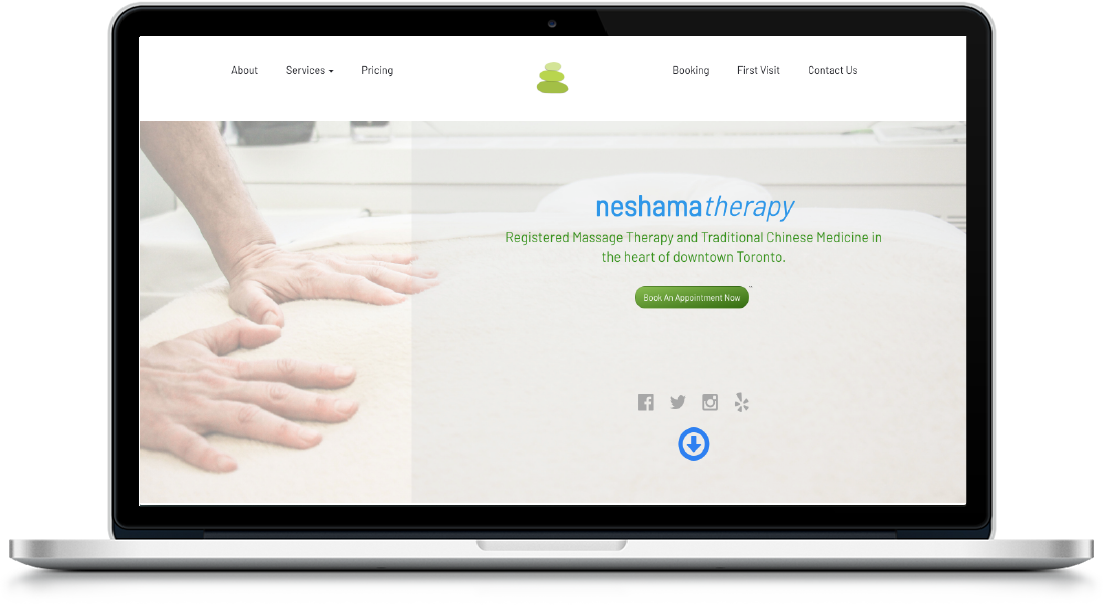 About Services Pricing Booking First Visit Contact Us
neshamatherapy
Registered Massage Therapy and Traditional Chinese Medicine in
the heart of downtown Toronto.
Book An Appointment Now